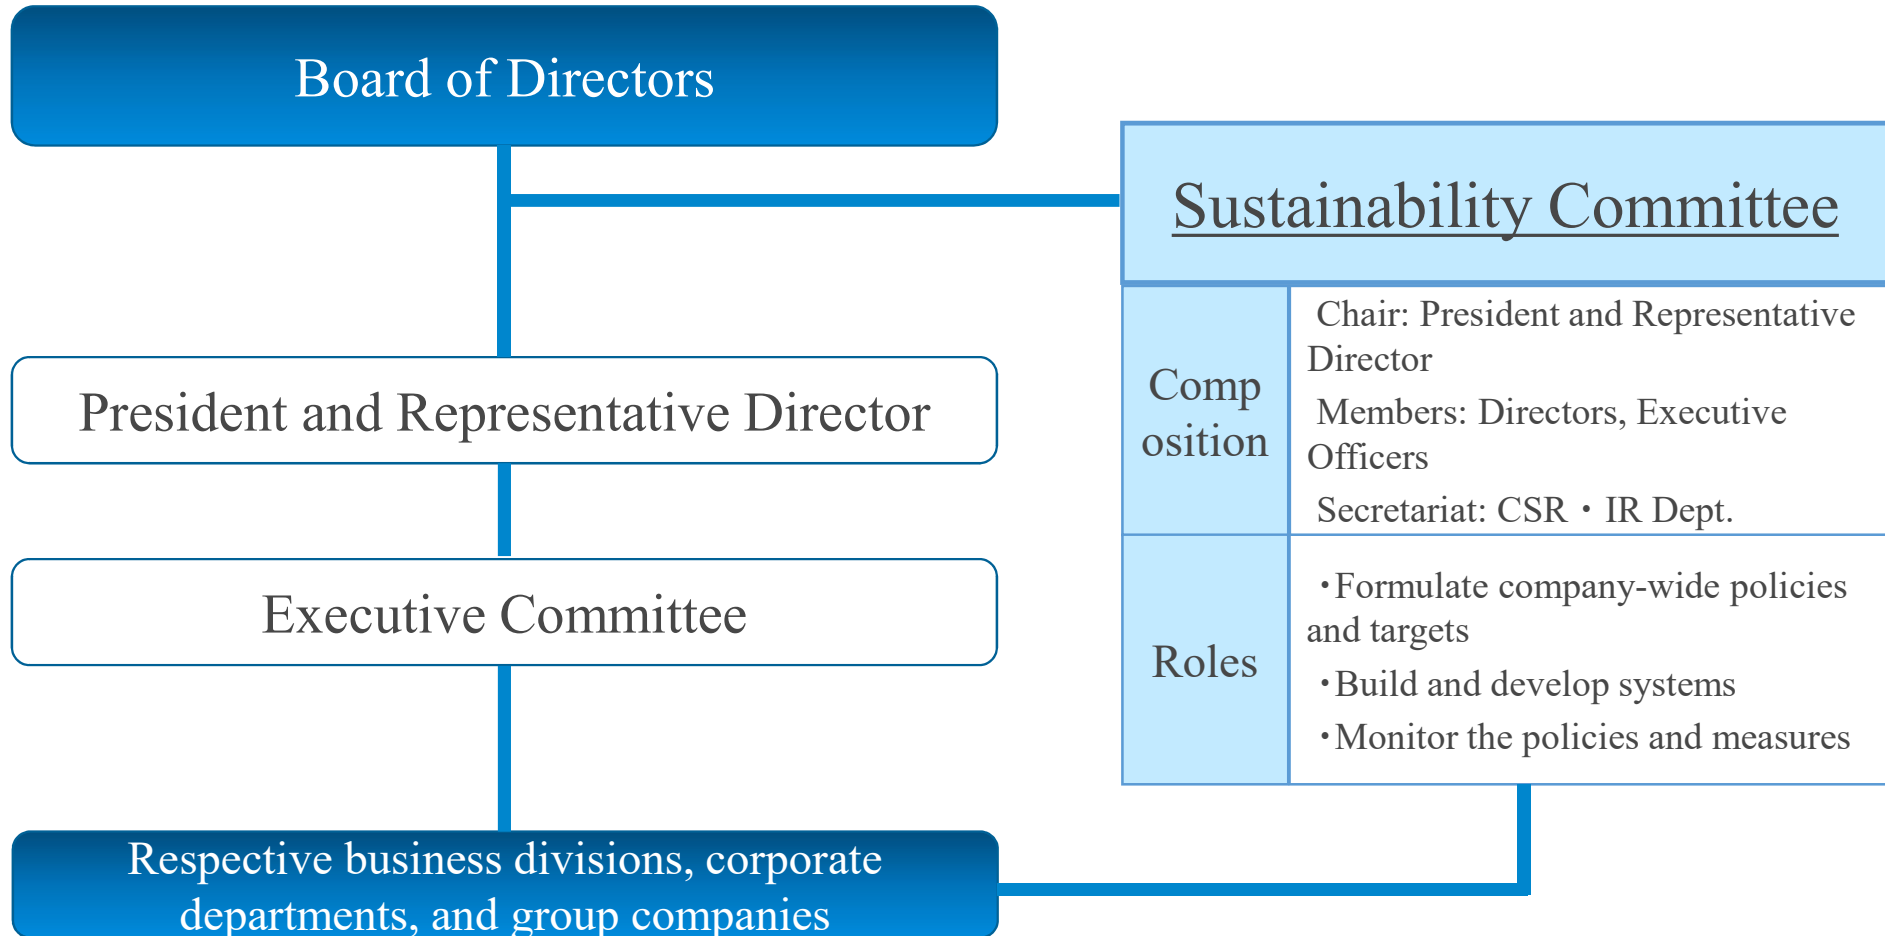 Board of Directors
Sustainability Committee
Comp
osition
Chair: President and Representative
Director
Members: Directors, Executive
Officers
Secretariat: CSR・IR Dept.
Roles
・Formulate company-wide policies
and targets
・Build and develop systems
・Monitor the policies and measures
President and Representative Director
Executive Committee
Respective business divisions, corporate
departments, and group companies